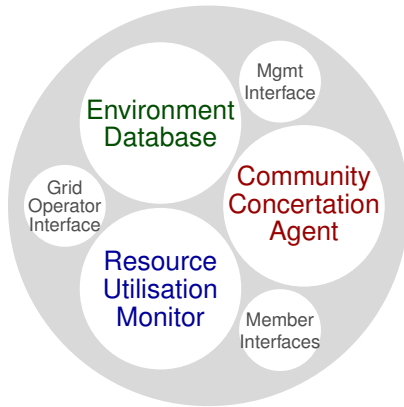 Mgmt
Interface
Environment
Database
Community
Concertation
Agent
Grid
Operator
Interface
Resource
Utilisation
Monitor
Member
Interfaces